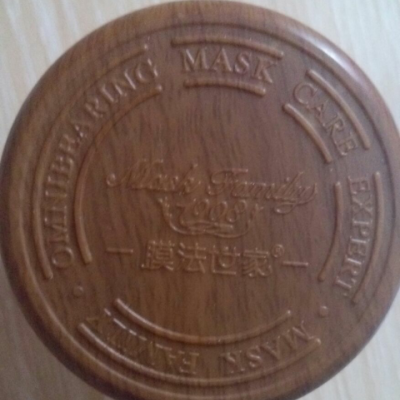 OMNIBEARING MASK CARE EXPERT
Mask Family
1908
膜法世家®
MASK FAMILY